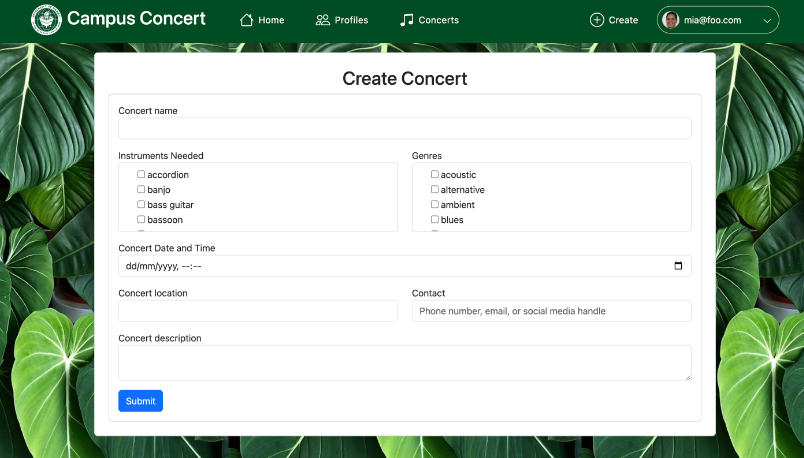 Campus Concert
Home
Profiles
Concerts
Create
mia@foo.com
Create Concert
Concert name
Instruments Needed
accordion
banjo
bass guitar
bassoon
Genres
acoustic
alternative
ambient
blues
Concert Date and Time
dd/mm/yyyy, --:--
Concert location
Contact
Phone number, email, or social media handle
Concert description
Submit